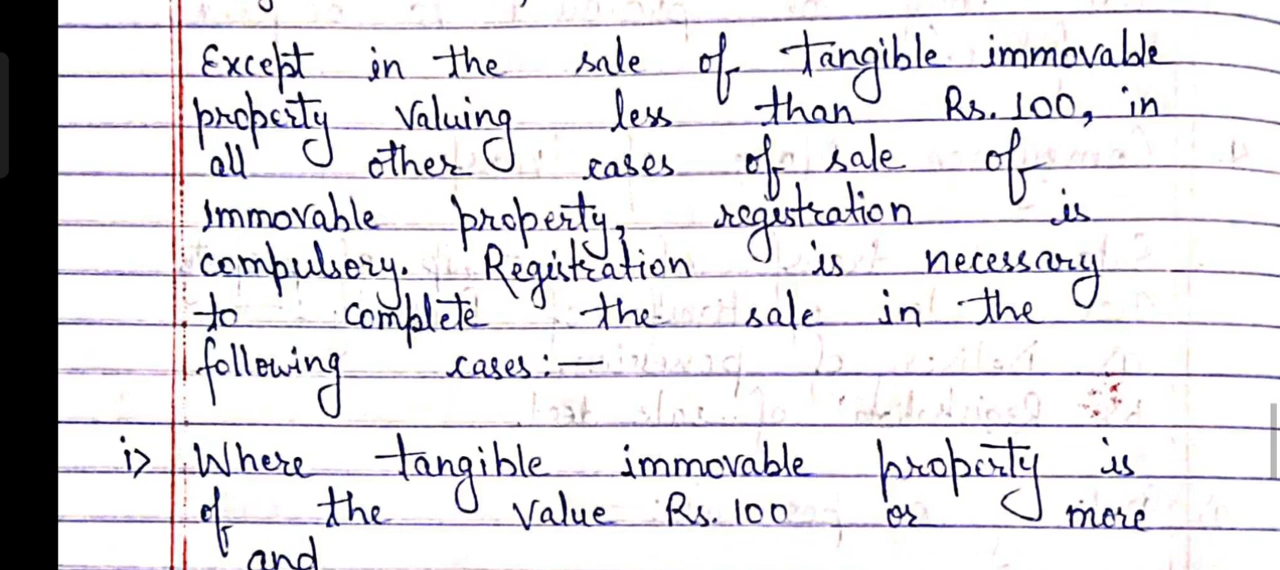 Except in the sale of tangible immovable
property valuing less than Rs. 100, in
all other cases of sale of
immovable property, registration is
compulsory. Registration is necessary
to complete the sale in the
following cases:—
i> Where tangible immovable property is
of the value Rs. 100 or more
and